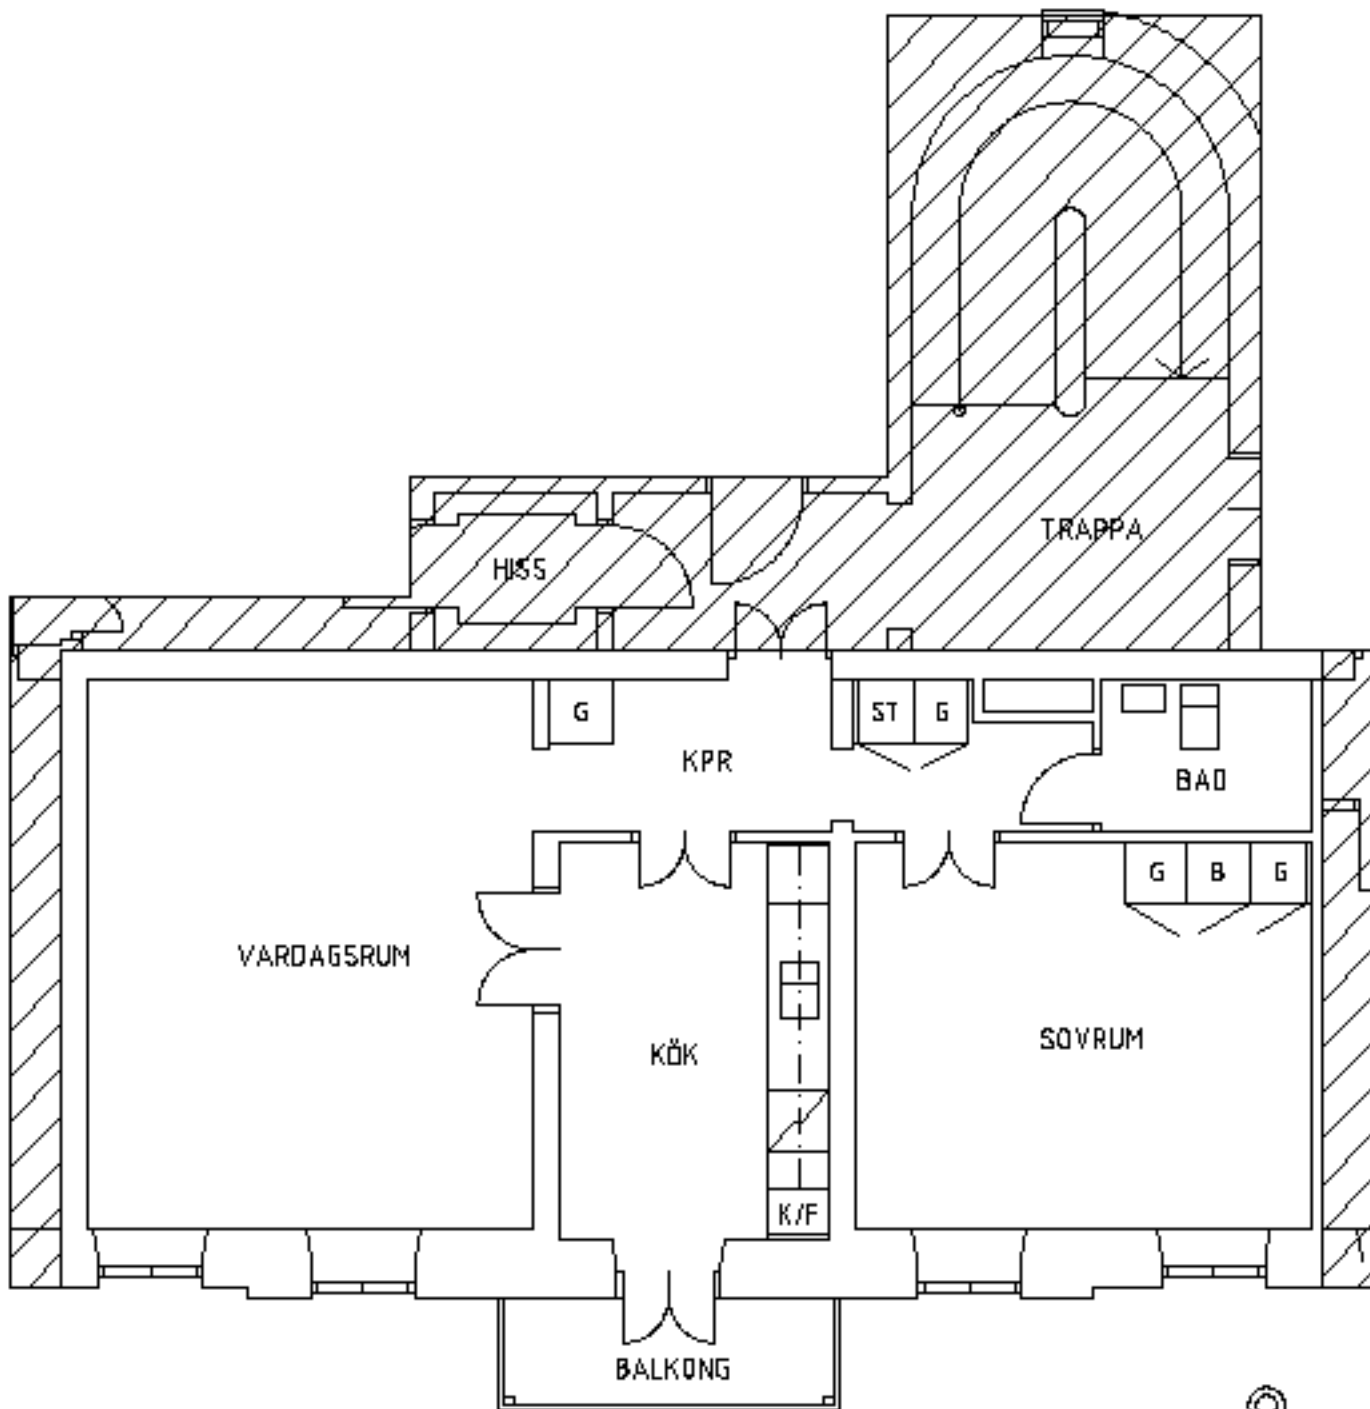 TRAPPA
HISS
G
ST G
KPR
BAD
G B G
VARDAGSRUM
SOVRUM
KÖK
K/F
BALKONG